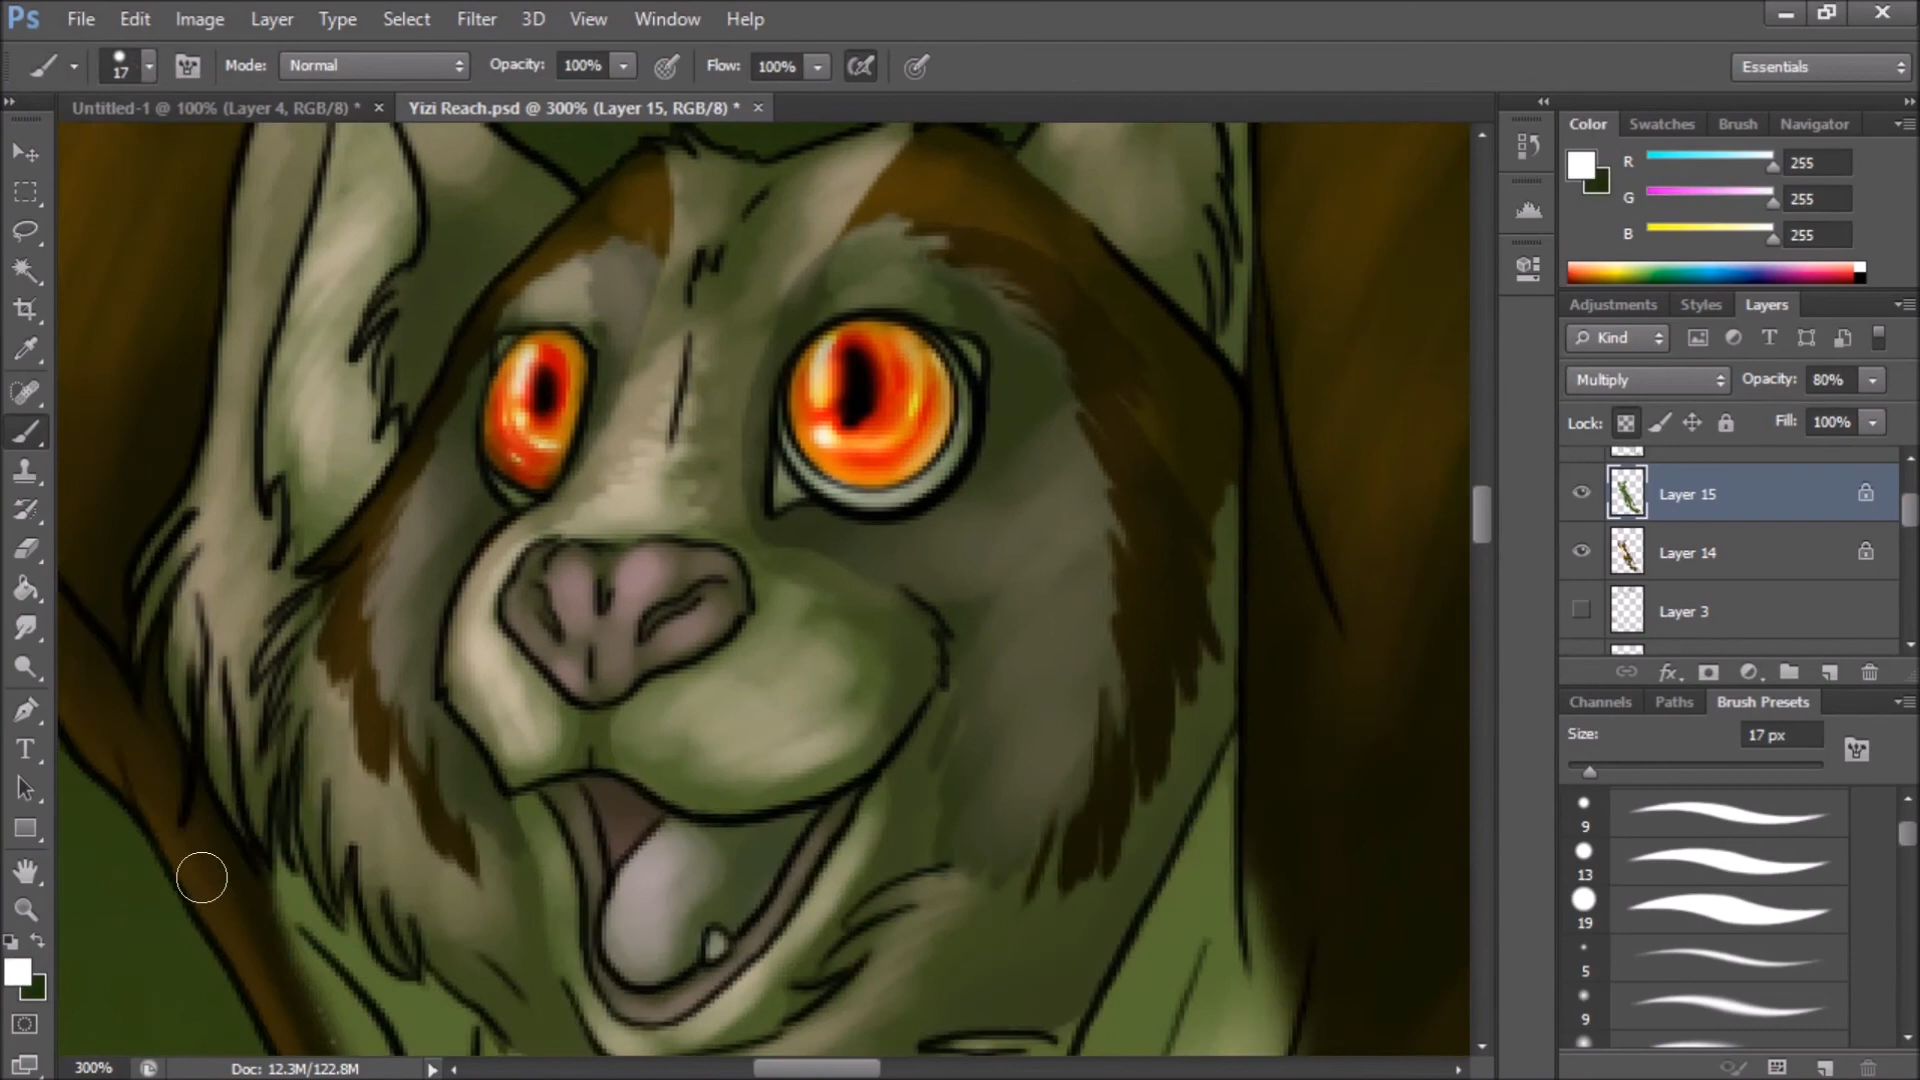 Ps File Edit Image Layer Type Select Filter 3D View Window Help
17 Mode: Normal Opacity: 100% Flow: 100% Essentials
Untitled-1 @ 100% (Layer 4, RGB/8) * × Yizi Reach.psd @ 300% (Layer 15, RGB/8) * ×
Color Swatches Brush Navigator
R 255
G 255
B 255
Adjustments Styles Layers
Kind
Multiply Opacity: 80%
Lock: Fill: 100%
Layer 15
Layer 14
Layer 3
Channels Paths Brush Presets
Size: 17 px
9
13
19
5
9
300% Doc: 12.3M/122.8M